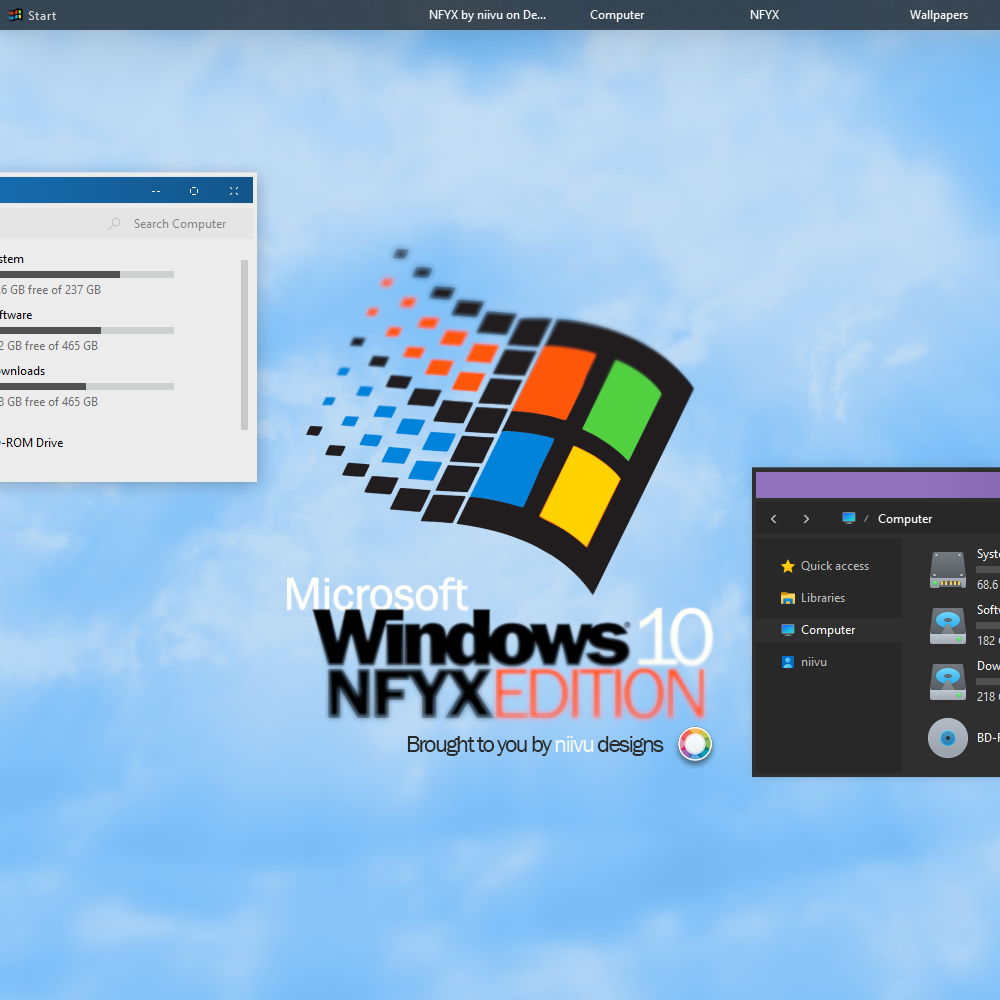 Start
NFYX by niivu on De...
Computer
NFYX
Wallpapers
Search Computer
stem
.6 GB free of 237 GB
ftware
2 GB free of 465 GB
wnloads
8 GB free of 465 GB
-ROM Drive
Microsoft
Windows® 10
NFYX EDITION
Brought to you by niivu designs
/ Computer
Quick access
Libraries
Computer
niivu
Syste
68.6
Softw
182
Dow
218
BD-R